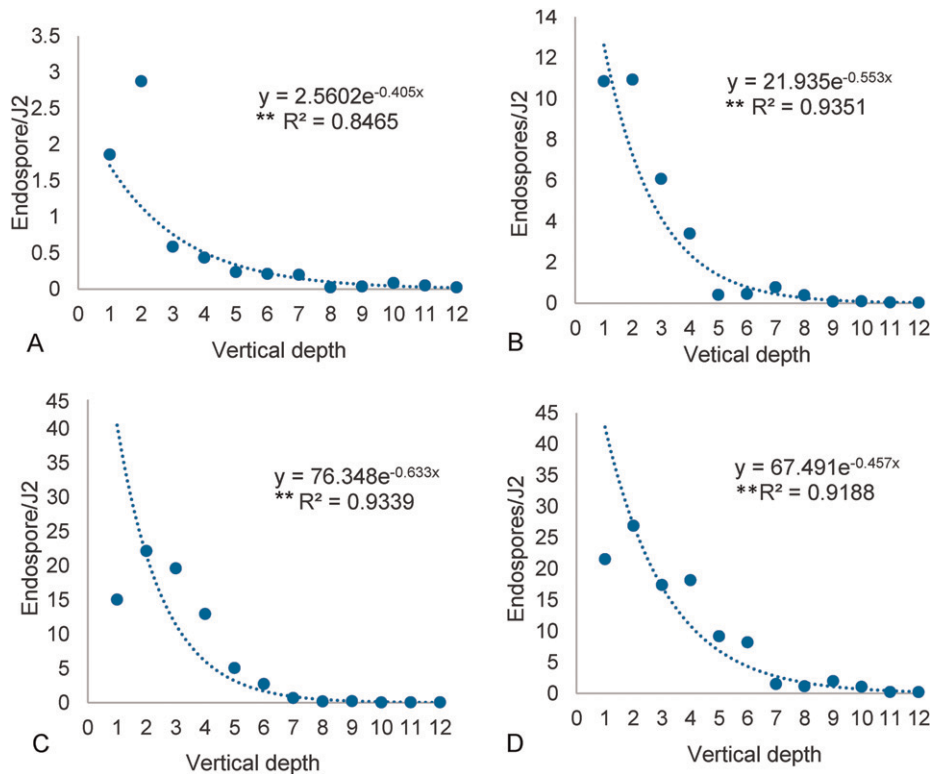 3.5
3
2.5
2
1.5
1
0.5
0
0 1 2 3 4 5 6 7 8 9 10 11 12
Endospore/J2
y = 2.5602e-0.405x
** R² = 0.8465
A
Vertical depth
14
12
10
8
6
4
2
0
0 1 2 3 4 5 6 7 8 9 10 11 12
Endospores/J2
y = 21.935e-0.553x
** R² = 0.9351
B
Vetical depth
45
40
35
30
25
20
15
10
5
0
0 1 2 3 4 5 6 7 8 9 10 11 12
Endospore/J2
y = 76.348e-0.633x
** R² = 0.9339
C
Vertical depth
45
40
35
30
25
20
15
10
5
0
0 1 2 3 4 5 6 7 8 9 10 11 12
Endospores/J2
y = 67.491e-0.457x
**R² = 0.9188
D
Vertical depth